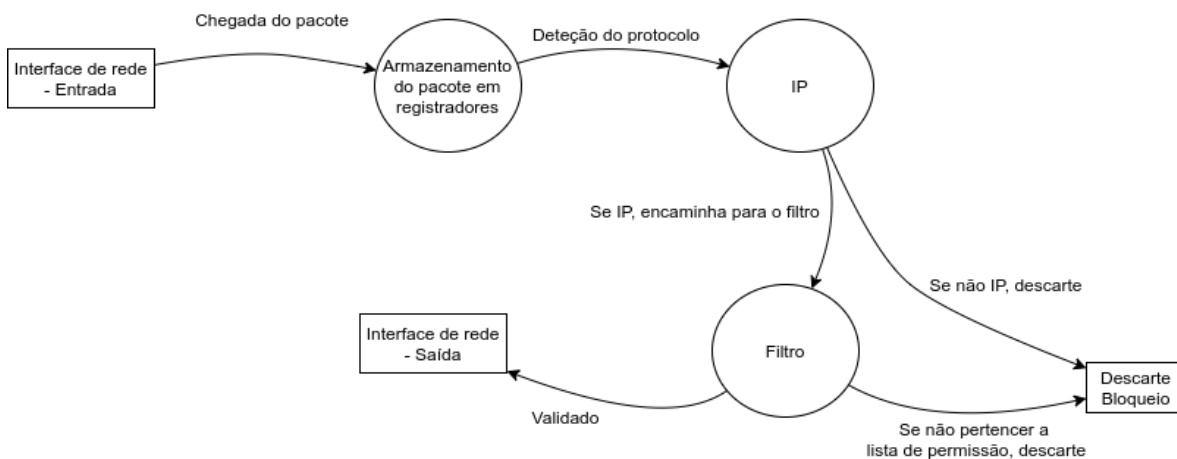 Chegada do pacote
Interface de rede
- Entrada
Armazenamento
do pacote em
registradores
Deteção do protocolo
IP
Se IP, encaminha para o filtro
Se não IP, descarte
Interface de rede
- Saída
Filtro
Validado
Descarte
Bloqueio
Se não pertencer a
lista de permissão, descarte